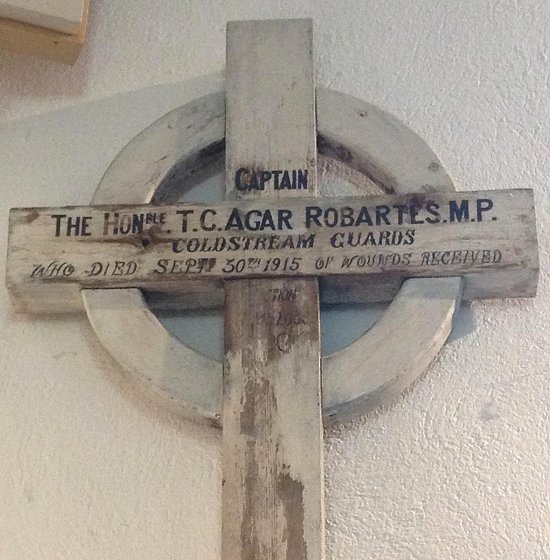 CAPTAIN
THE HONBLE. T.C. AGAR ROBARTES. M.P.
COLDSTREAM GUARDS
WHO DIED SEPT 30TH 1915 OF WOUNDS RECEIVED